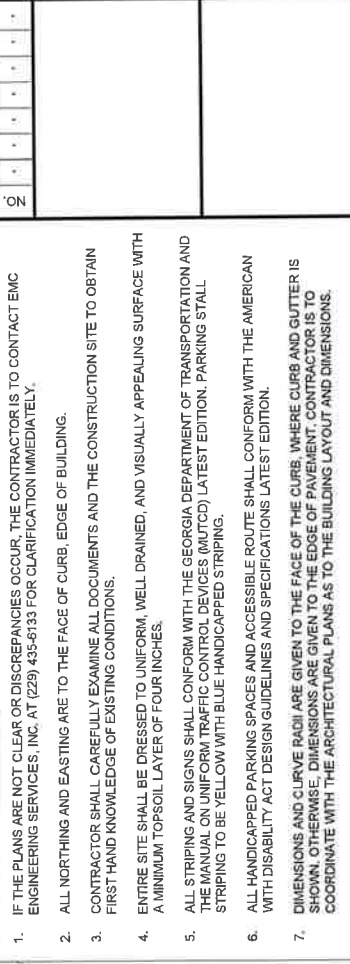 NO.
1. IF THE PLANS ARE NOT CLEAR OR DISCREPANCIES OCCUR, THE CONTRACTOR IS TO CONTACT EMC
ENGINEERING SERVICES, INC, AT (229) 435-6133 FOR CLARIFICATION IMMEDIATELY.
2. ALL NORTHING AND EASTING ARE TO THE FACE OF CURB, EDGE OF BUILDING.
3. CONTRACTOR SHALL CAREFULLY EXAMINE ALL DOCUMENTS AND THE CONSTRUCTION SITE TO OBTAIN
FIRST HAND KNOWLEDGE OF EXISTING CONDITIONS.
4. ENTIRE SITE SHALL BE DRESSED TO UNIFORM, WELL DRAINED, AND VISUALLY APPEALING SURFACE WITH
A MINIMUM TOPSOIL LAYER OF FOUR INCHES.
5. ALL STRIPING AND SIGNS SHALL CONFORM WITH THE GEORGIA DEPARTMENT OF TRANSPORTATION AND
THE MANUAL ON UNIFORM TRAFFIC CONTROL DEVICES (MUTCD) LATEST EDITION. PARKING STALL
STRIPING TO BE YELLOW WITH BLUE HANDICAPPED STRIPING.
6. ALL HANDICAPPED PARKING SPACES AND ACCESSIBLE ROUTE SHALL CONFORM WITH THE AMERICAN
WITH DISABILITY ACT DESIGN GUIDELINES AND SPECIFICATIONS LATEST EDITION.
7. DIMENSIONS AND CURVE RADII ARE GIVEN TO THE FACE OF THE CURB, WHERE CURB AND GUTTER IS
SHOWN, OTHERWISE, DIMENSIONS ARE GIVEN TO THE EDGE OF PAVEMENT, CONTRACTOR IS TO
COORDINATE WITH THE ARCHITECTURAL PLANS AS TO THE BUILDING LAYOUT AND DIMENSIONS.